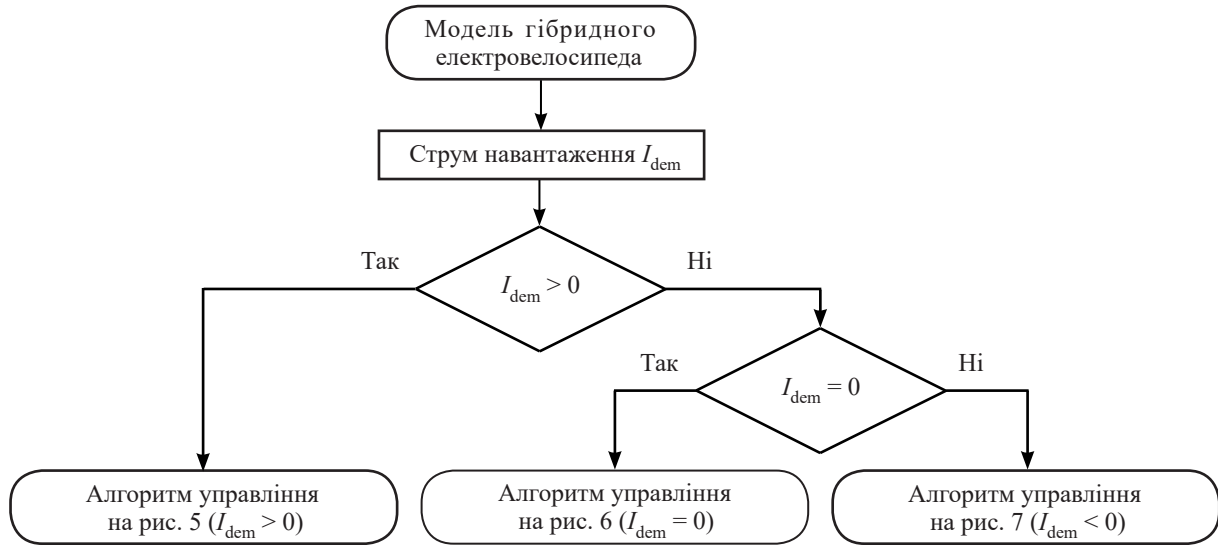 Модель гібридного
електровелосипеда
Струм навантаження I_dem
Так
Ні
I_dem > 0
Так
Ні
I_dem = 0
Алгоритм управління
на рис. 5 (I_dem > 0)
Алгоритм управління
на рис. 6 (I_dem = 0)
Алгоритм управління
на рис. 7 (I_dem < 0)